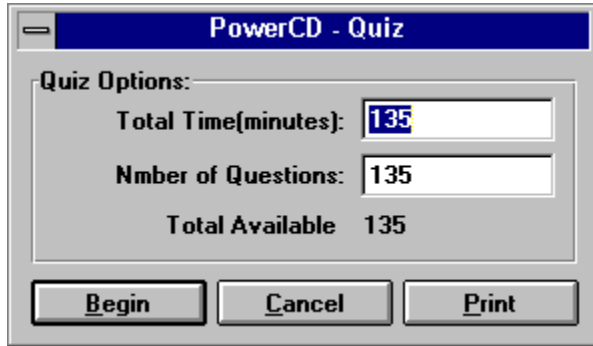 PowerCD - Quiz
Quiz Options:
Total Time(minutes): 135
Nmber of Questions: 135
Total Available 135
Begin Cancel Print